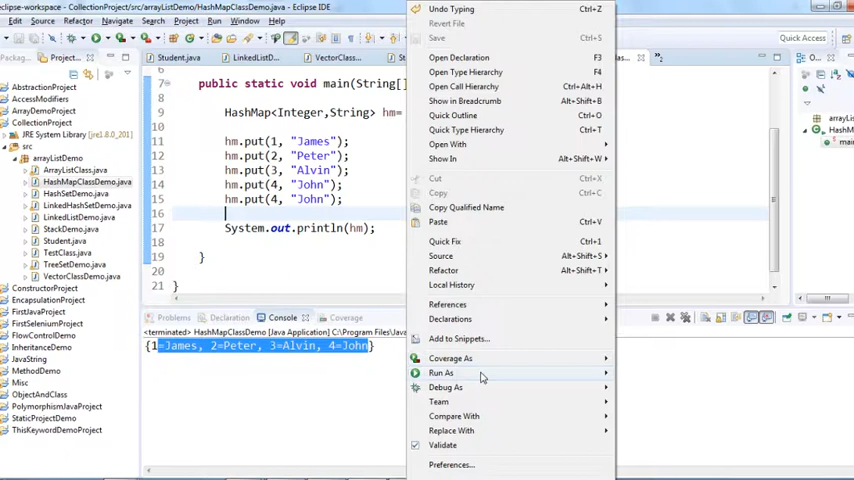 eclipse-workspace - CollectionProject/src/arrayListDemo/HashMapClassDemo.java - Eclipse IDE
Edit Source Refactor Navigate Search Project Run Window Help
Quick Access
Packag...
Project...
Student.java
LinkedListD...
VectorClass...
AbstractionProject
AccessModifiers
ArrayDemoProject
CollectionProject
JRE System Library [jre1.8.0_201]
src
arrayListDemo
ArrayListClass.java
HashMapClassDemo.java
HashSetDemo.java
LinkedHashSetDemo.java
LinkedListDemo.java
StackDemo.java
Student.java
TestClass.java
TreeSetDemo.java
VectorClassDemo.java
ConstructorProject
EncapsulationProject
FirstJavaProject
FirstSeleniumProject
FlowControlDemo
InheritanceDemo
JavaString
MethodDemo
Misc
ObjectAndClass
PolymorphismJavaProject
StaticProjectDemo
ThisKeywordDemoProject
6
7 public static void main(String[]
8
9 HashMap<Integer,String> hm=
10
11 hm.put(1, "James");
12 hm.put(2, "Peter");
13 hm.put(3, "Alvin");
14 hm.put(4, "John");
15 hm.put(4, "John");
16
17 System.out.println(hm);
18
19 }
20
21 }
Problems Declaration Console Coverage
<terminated> HashMapClassDemo [Java Application] C:\Program Files\Jav
{1=James, 2=Peter, 3=Alvin, 4=John}
Undo Typing Ctrl+Z
Revert File
Save Ctrl+S
Open Declaration F3
Open Type Hierarchy F4
Open Call Hierarchy Ctrl+Alt+H
Show in Breadcrumb Alt+Shift+B
Quick Outline Ctrl+O
Quick Type Hierarchy Ctrl+T
Open With
Show In Alt+Shift+W
Cut Ctrl+X
Copy Ctrl+C
Copy Qualified Name
Paste Ctrl+V
Quick Fix Ctrl+1
Source Alt+Shift+S
Refactor Alt+Shift+T
Local History
References
Declarations
Add to Snippets...
Coverage As
Run As
Debug As
Team
Compare With
Replace With
Validate
Preferences...
las...
»2
O...
arrayLi
HashM
main